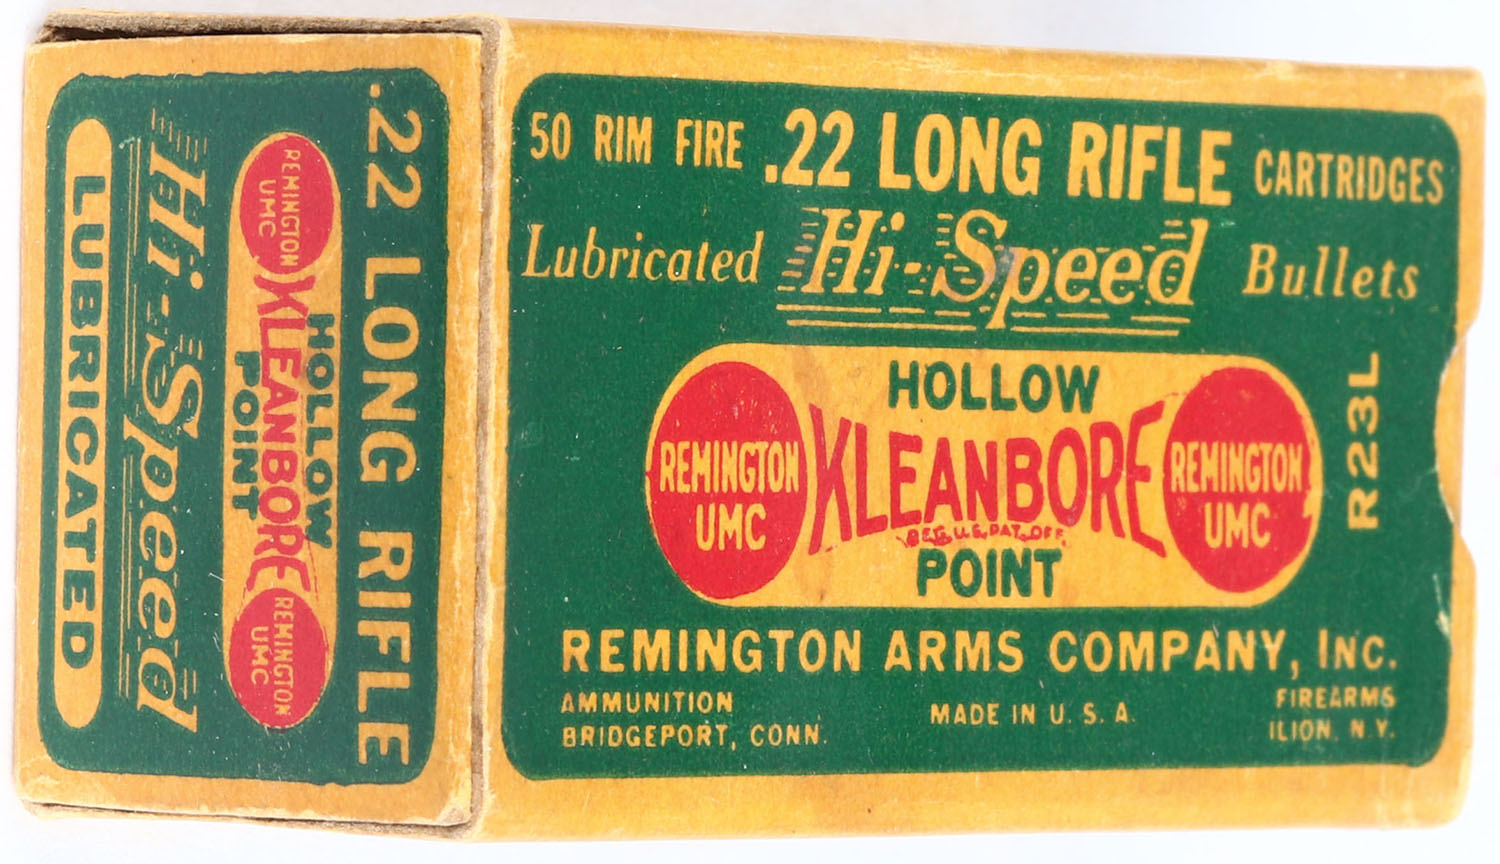 .22 LONG RIFLE
REMINGTON
UMC
HOLLOW
KLEANBORE
POINT
REMINGTON
UMC
Hi-Speed
LUBRICATED
50 RIM FIRE .22 LONG RIFLE CARTRIDGES
Lubricated Hi-Speed Bullets
HOLLOW
REMINGTON
UMC
KLEANBORE
REG. U.S. PAT. OFF.
REMINGTON
UMC
POINT
R23L
REMINGTON ARMS COMPANY, INC.
AMMUNITION
BRIDGEPORT, CONN.
MADE IN U. S. A.
FIREARMS
ILION, N.Y.